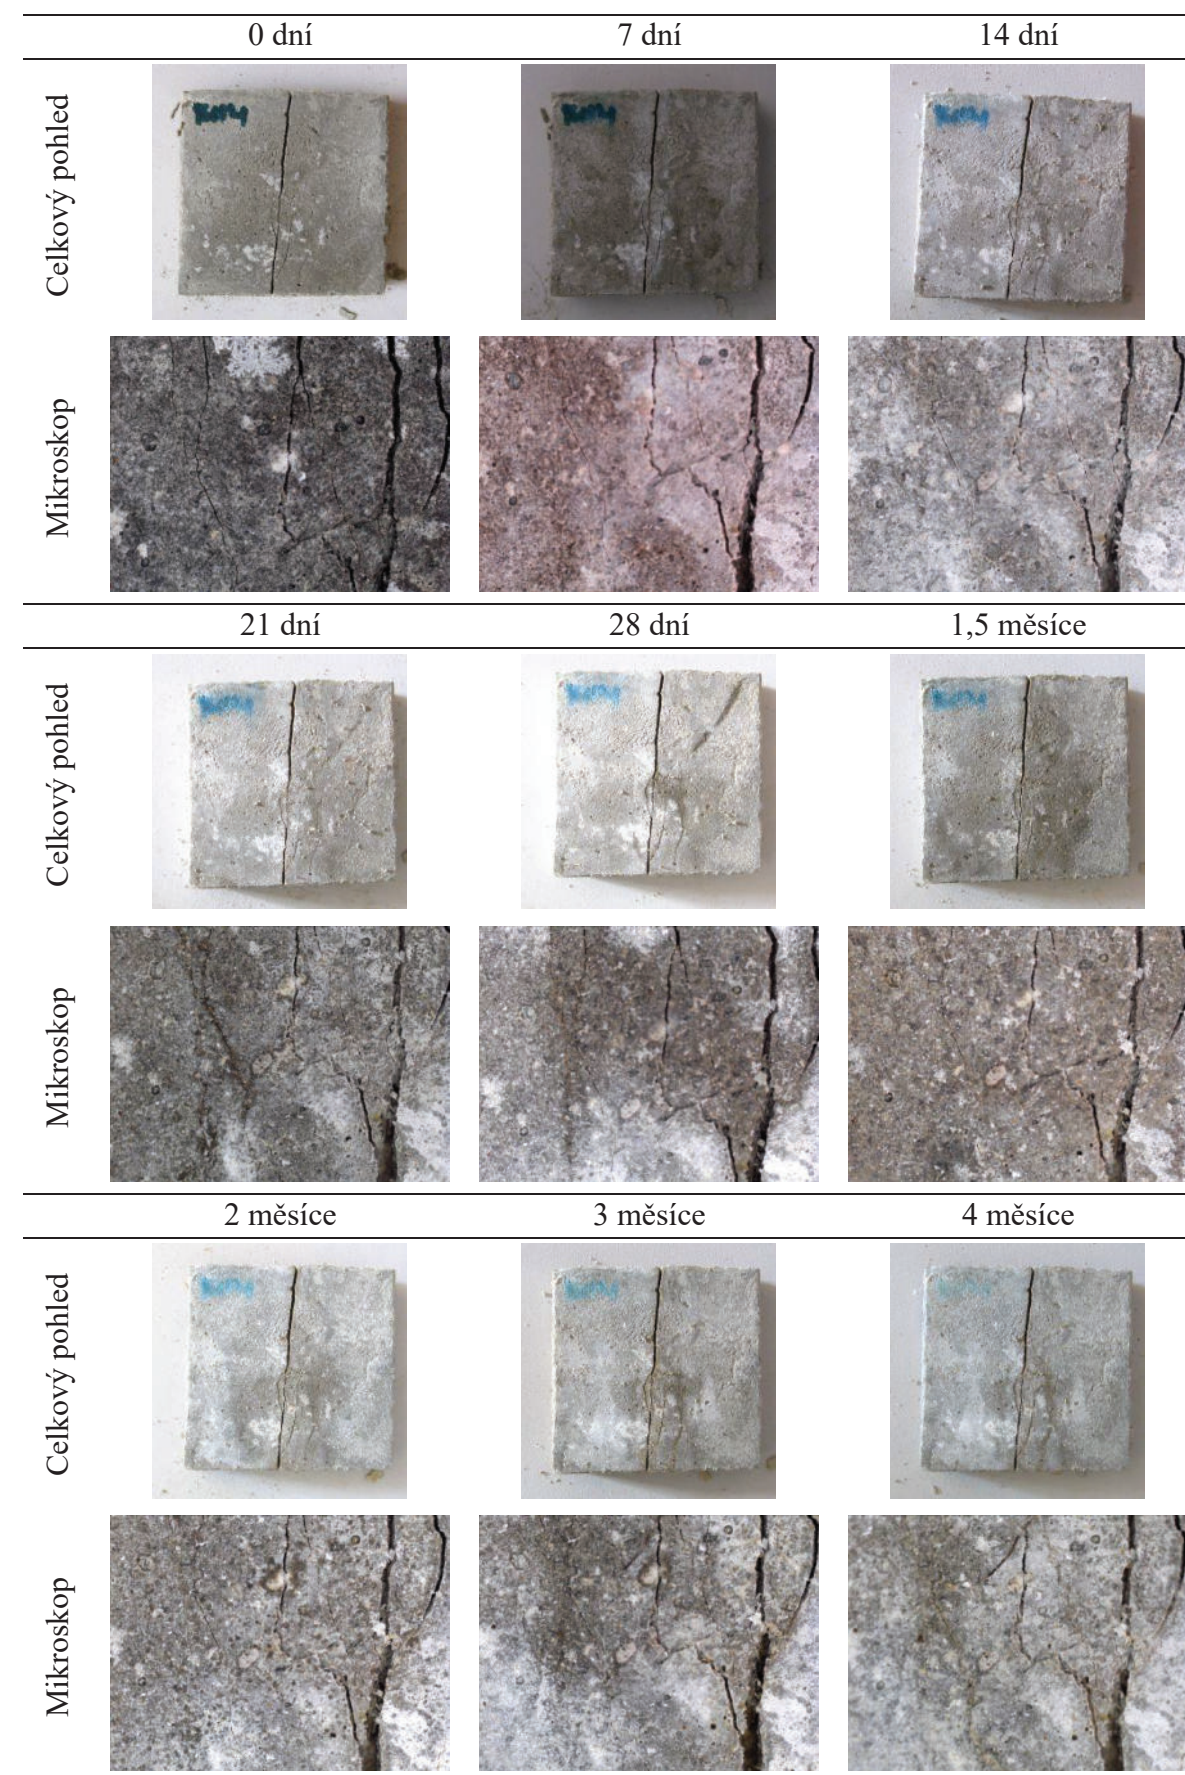 0 dní 7 dní 14 dní
Celkový pohled
Mikroskop
21 dní 28 dní 1,5 měsíce
Celkový pohled
Mikroskop
2 měsíce 3 měsíce 4 měsíce
Celkový pohled
Mikroskop